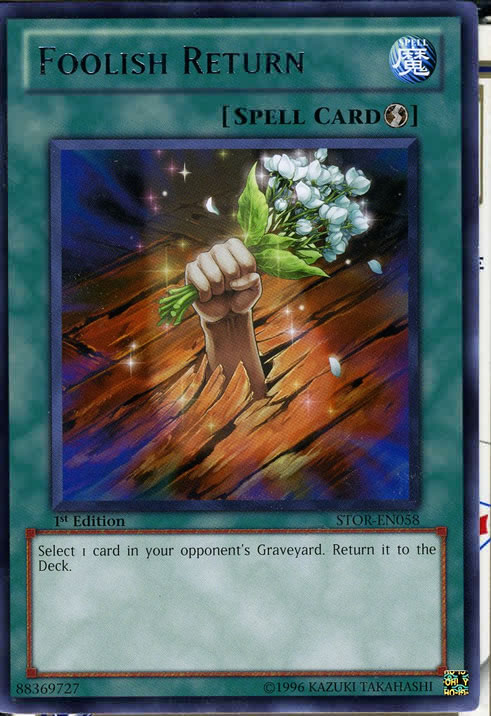 FOOLISH RETURN
SPELL
魔
[SPELL CARD]
1st Edition
STOR-EN058
Select 1 card in your opponent's Graveyard. Return it to the
Deck.
88369727
©1996 KAZUKI TAKAHASHI